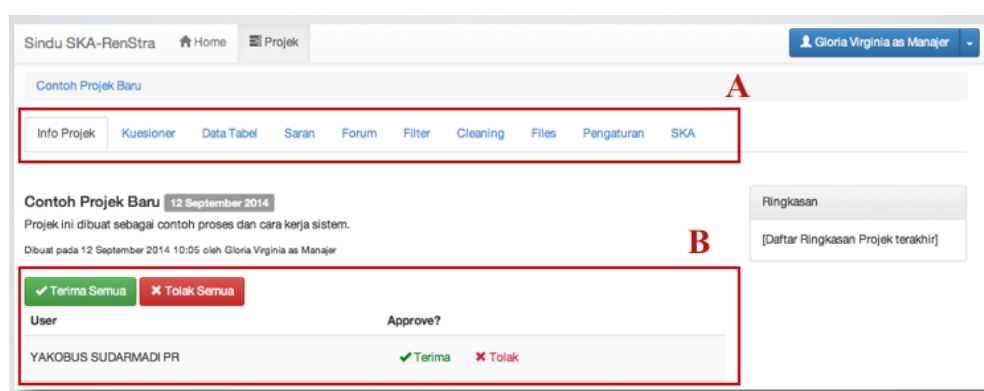 Sindu SKA-RenStra Home Projek Gloria Virginia as Manajer
Contoh Projek Baru
A
Info Projek Kuesioner Data Tabel Saran Forum Filter Cleaning Files Pengaturan SKA
Contoh Projek Baru 12 September 2014
Projek ini dibuat sebagai contoh proses dan cara kerja sistem.
Dibuat pada 12 September 2014 10:05 oleh Gloria Virginia as Manajer
Ringkasan
[Daftar Ringkasan Projek terakhir]
B
Terima Semua Tolak Semua
User Approve?
YAKOBUS SUDARMADI PR Terima Tolak